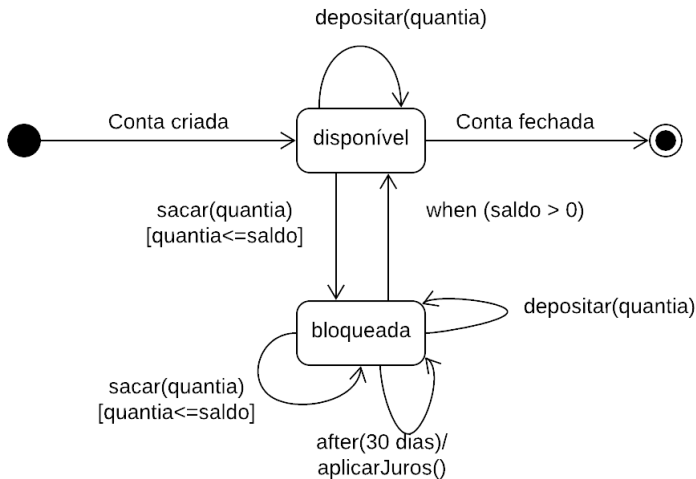 depositar(quantia)
Conta criada
disponível
Conta fechada
sacar(quantia)
[quantia<=saldo]
when (saldo > 0)
depositar(quantia)
bloqueada
sacar(quantia)
[quantia<=saldo]
after(30 dias)/
aplicarJuros()